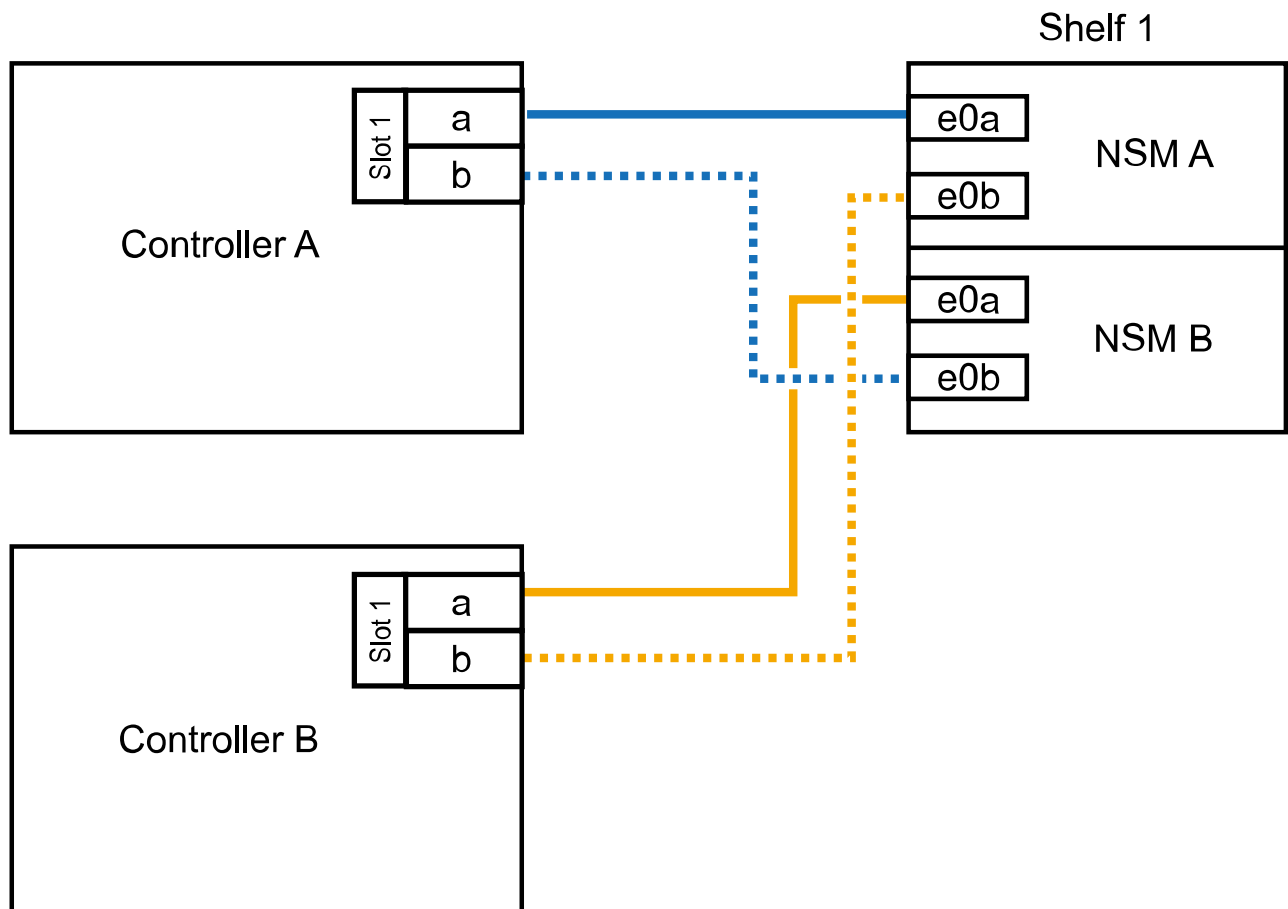 Shelf 1
Slot 1
a
b
Controller A
e0a
e0b
NSM A
e0a
e0b
NSM B
Slot 1
a
b
Controller B